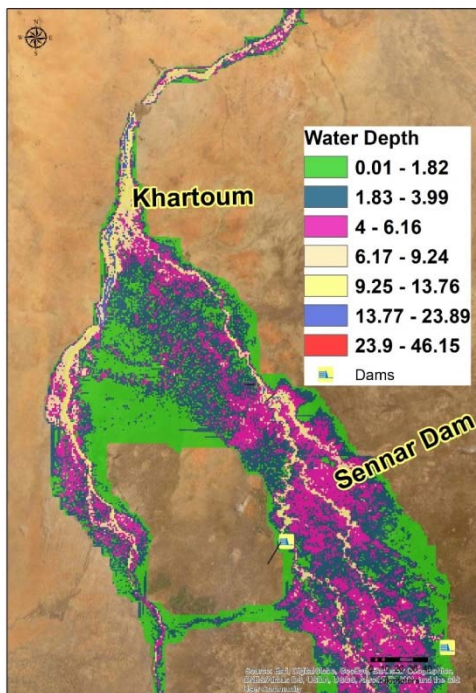 N
W E
S
Water Depth
0.01 - 1.82
1.83 - 3.99
4 - 6.16
6.17 - 9.24
9.25 - 13.76
13.77 - 23.89
23.9 - 46.15
Dams
Khartoum
Sennar Dam